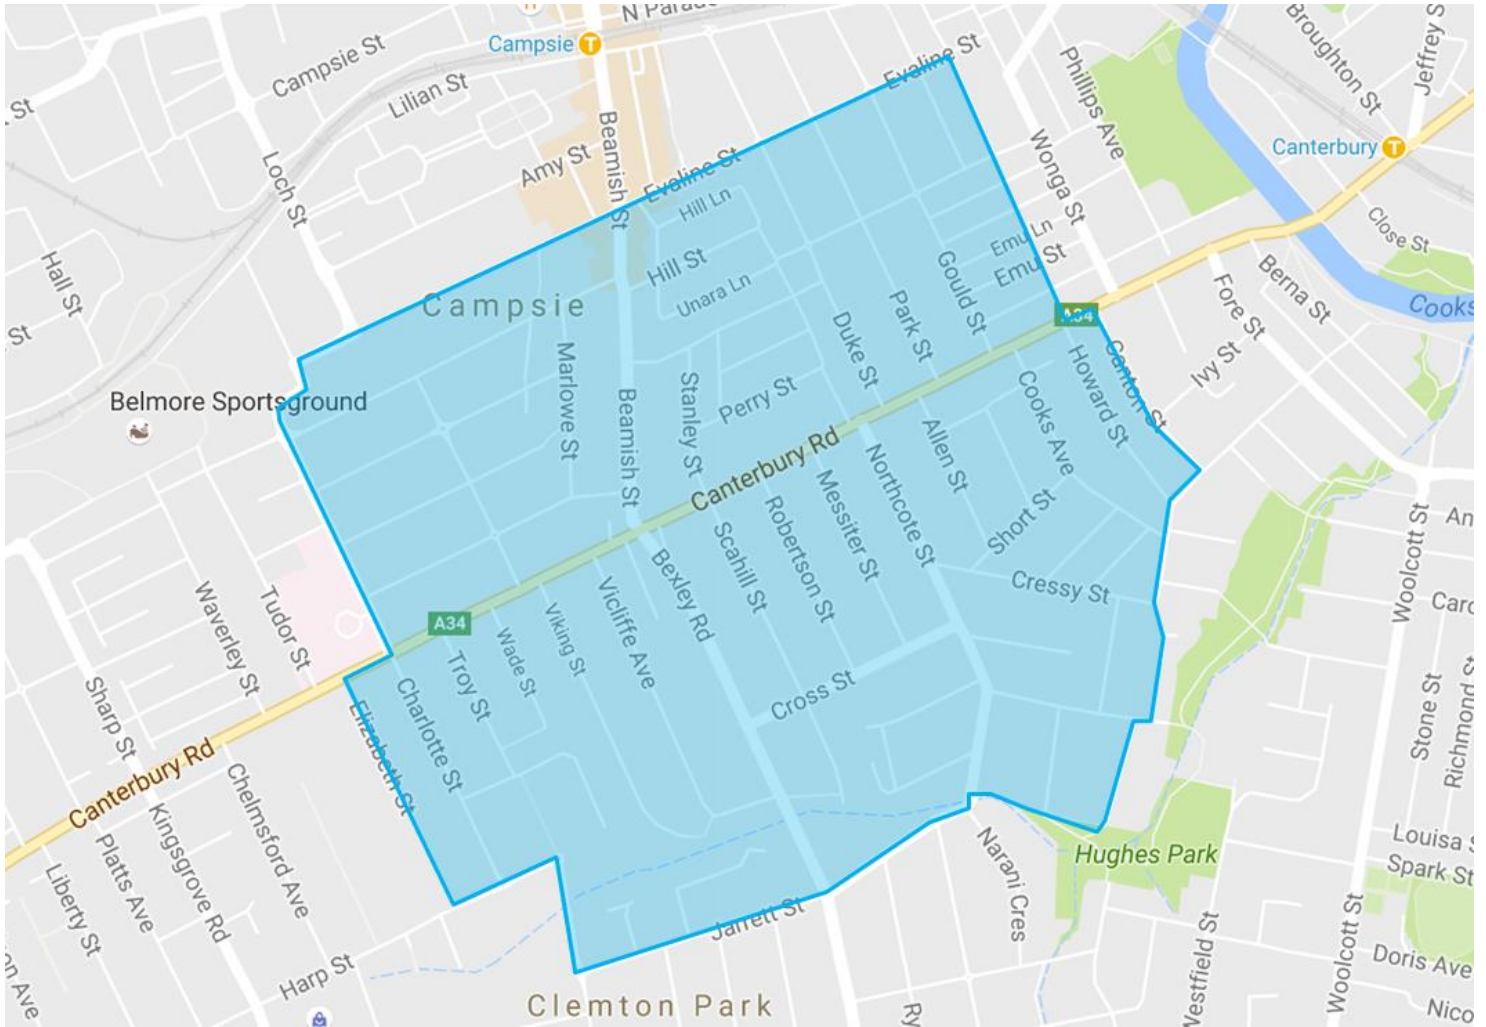 N Parad
Campsie T
Campsie St
Lilian St
St
Evaline St
Phillips Ave
Broughton St
Jeffrey S
Canterbury T
Beamish St
Amy St
Evaline St
Loch St
Wonga St
Hill Ln
Close St
Emu Ln
Emu St
Hall St
Hill St
Unara Ln
Gould St
Berna St
Fore St
Cooks
Campsie
Park St
Duke St
A34
St
Marlowe St
Canton St
Howard St
Ivy St
Belmore Sportsground
Beamish St
Stanley St
Perry St
Cooks Ave
Allen St
Canterbury Rd
Northcote St
Messiter St
Robertson St
Short St
Scahill St
Woolcott St
An
Bexley Rd
Cressy St
Vicliffe Ave
Viking St
Wade St
Troy St
A34
Tudor St
Waverley St
Caro
Cross St
Charlotte St
Elizabeth St
Sharp St
Stone St
Richmond St
Canterbury Rd
Chelmsford Ave
Kingsgrove Rd
Platts Ave
Liberty St
Narani Cres
Hughes Park
Louisa S
Spark St
Jarrett St
Harp St
Westfield St
Woolcott St
Doris Ave
on Ave
Clemton Park
Ry
Nico